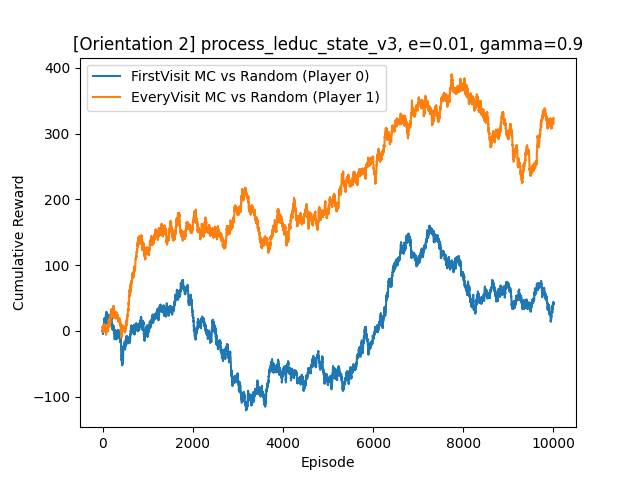 [Orientation 2] process_leduc_state_v3, e=0.01, gamma=0.9
FirstVisit MC vs Random (Player 0)
EveryVisit MC vs Random (Player 1)
Cumulative Reward
400
300
200
100
0
−100
0 2000 4000 6000 8000 10000
Episode